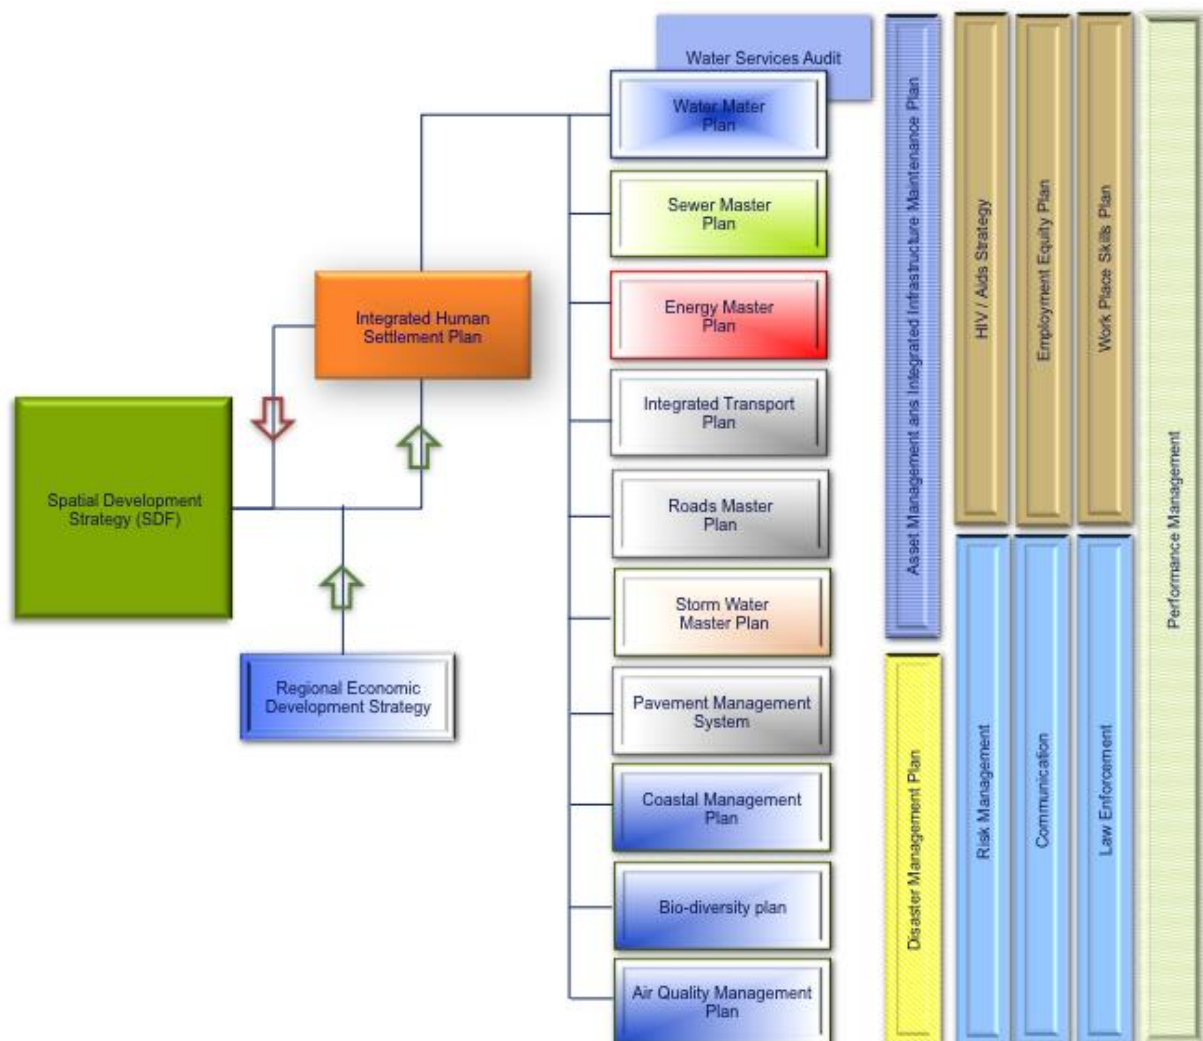 Water Services Audit
Water Mater
Plan
Sewer Master
Plan
Energy Master
Plan
Integrated Human
Settlement Plan
Integrated Transport
Plan
Spatial Development
Strategy (SDF)
Roads Master
Plan
Storm Water
Master Plan
Regional Economic
Development Strategy
Pavement Management
System
Coastal Management
Plan
Bio-diversity plan
Air Quality Management
Plan
Asset Management ans Integrated Infrastructure Maintenance Plan
Disaster Management Plan
HIV / Aids Strategy
Risk Management
Employment Equity Plan
Communication
Work Place Skills Plan
Law Enforcement
Performance Management